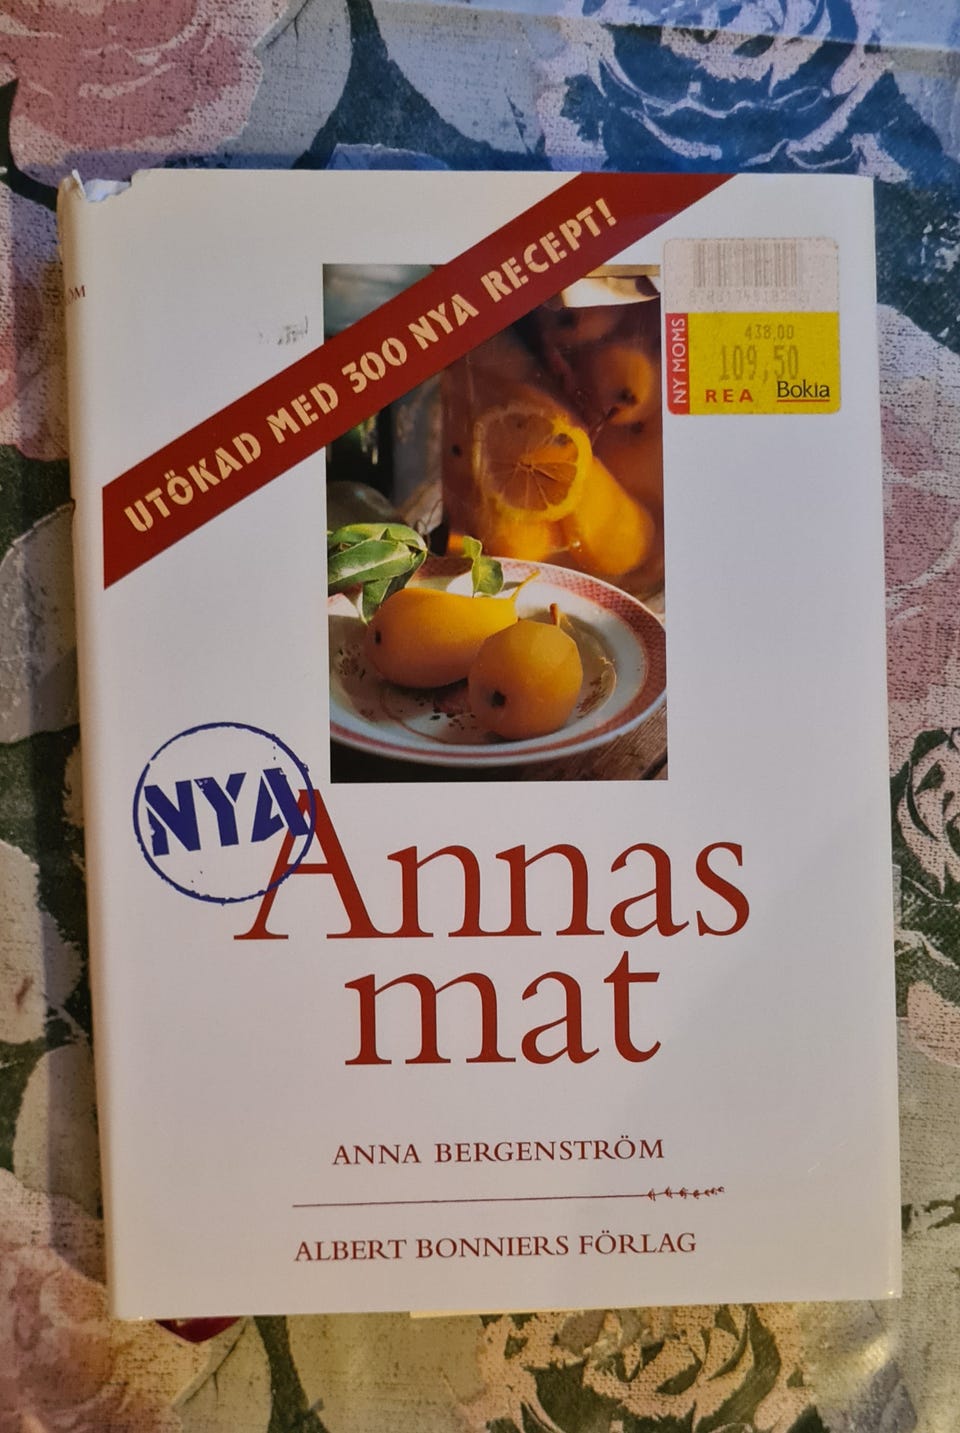 UTÖKAD MED 300 NYA RECEPT!
NY MOMS
438,00
109,50
REA Bokia
NYA
Annas
mat
ANNA BERGENSTRÖM
ALBERT BONNIERS FÖRLAG